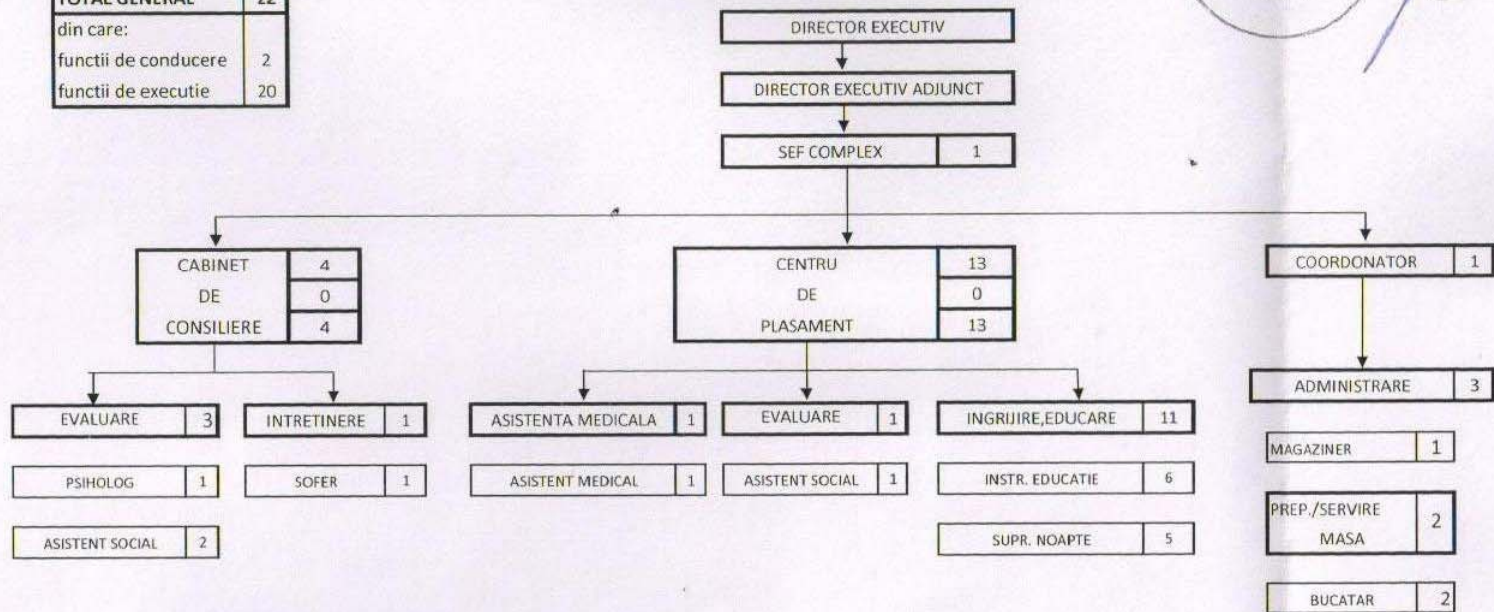 TOTAL GENERAL 22
din care:
functii de conducere 2
functii de executie 20
DIRECTOR EXECUTIV
DIRECTOR EXECUTIV ADJUNCT
SEF COMPLEX 1
CABINET 4
DE 0
CONSILIERE 4
CENTRU 13
DE 0
PLASAMENT 13
COORDONATOR 1
EVALUARE 3
INTRETINERE 1
ASISTENTA MEDICALA 1
EVALUARE 1
INGRIJIRE,EDUCARE 11
ADMINISTRARE 3
PSIHOLOG 1
SOFER 1
ASISTENT MEDICAL 1
ASISTENT SOCIAL 1
INSTR. EDUCATIE 6
MAGAZINER 1
ASISTENT SOCIAL 2
SUPR. NOAPTE 5
PREP./SERVIRE
MASA 2
BUCATAR 2